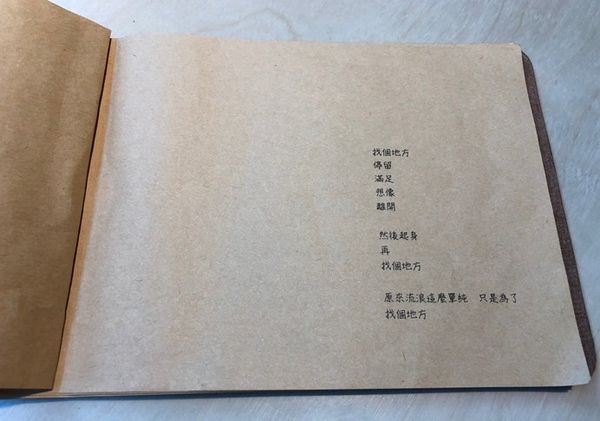 找個地方
停留
滿足
想像
離開
然後起身
再
找個地方
原來流浪這麼單純 只是為了
找個地方